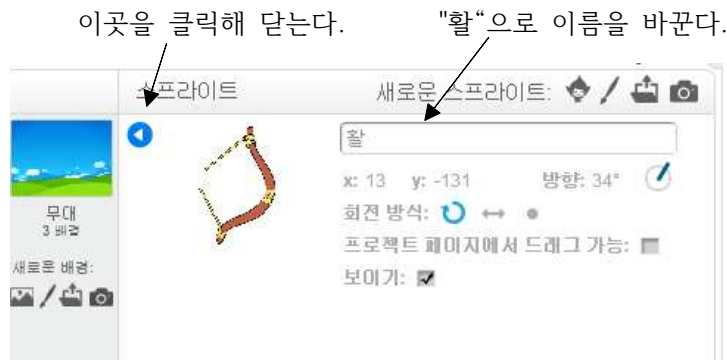 이곳을 클릭해 닫는다. "활“으로 이름을 바꾼다.
스프라이트 새로운 스프라이트:
활
x: 13 y: -131 방향: 34°
무대
3 배경
회전 방식:
프로젝트 페이지에서 드래그 가능:
새로운 배경:
보이기: